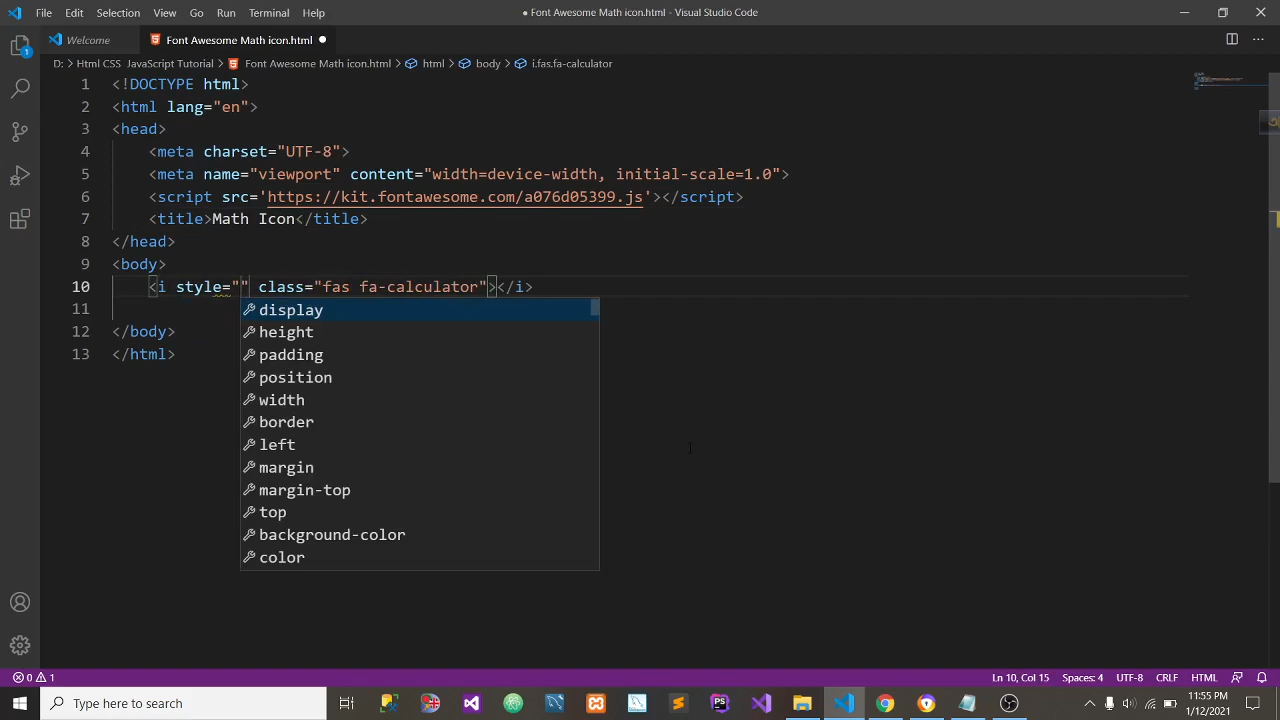 File Edit Selection View Go Run Terminal Help
● Font Awesome Math icon.html - Visual Studio Code
Welcome
Font Awesome Math icon.html
D: > Html CSS JavaScript Tutorial > Font Awesome Math icon.html > html > body > i.fas.fa-calculator
1 <!DOCTYPE html>
2 <html lang="en">
3 <head>
4 <meta charset="UTF-8">
5 <meta name="viewport" content="width=device-width, initial-scale=1.0">
6 <script src='https://kit.fontawesome.com/a076d05399.js'></script>
7 <title>Math Icon</title>
8 </head>
9 <body>
10 <i style="" class="fas fa-calculator"></i>
11
12 </body>
13 </html>
display
height
padding
position
width
border
left
margin
margin-top
top
background-color
color
1
0 1
Ln 10, Col 15 Spaces: 4 UTF-8 CRLF HTML
Type here to search
PS
11:55 PM
1/12/2021